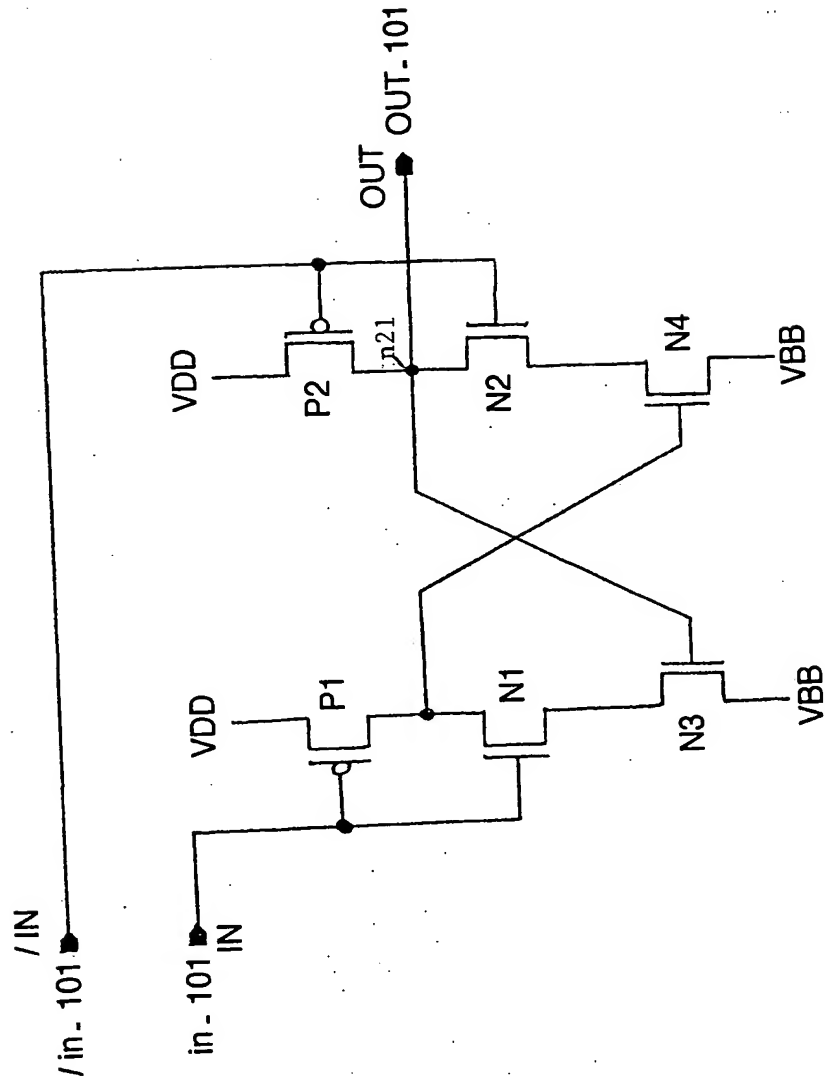 / IN
/ in - 101
in - 101
IN
VDD
P1
N1
N3
VBB
VDD
P2
n21
N2
N4
VBB
OUT
OUT - 101